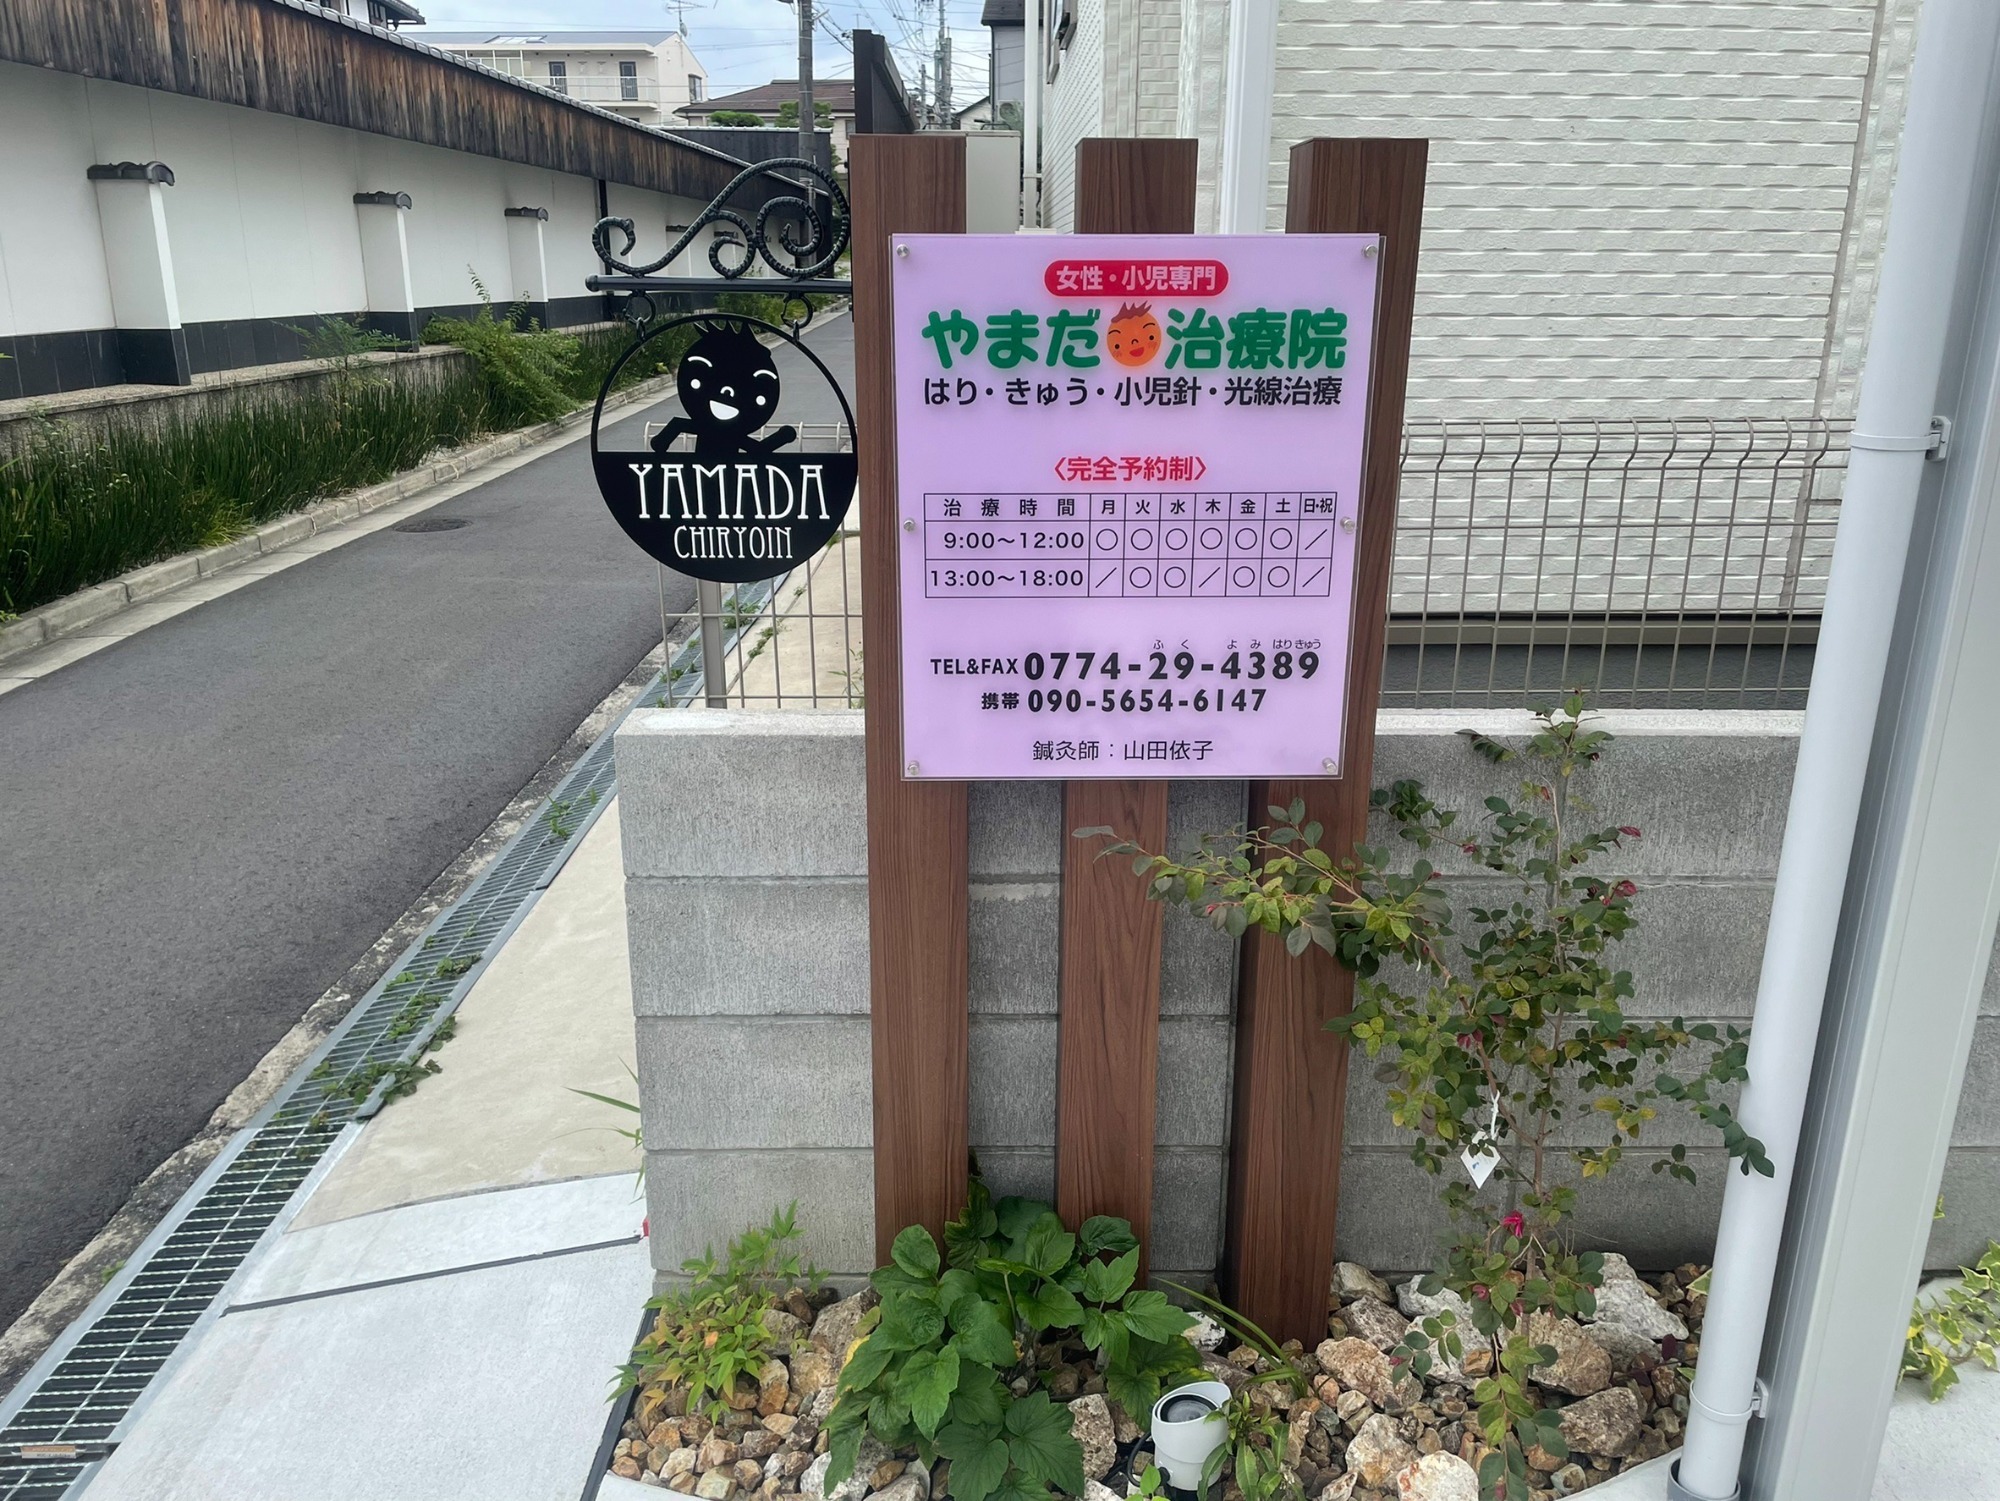 女性・小児専門
やまだ治療院
はり・きゅう・小児針・光線治療
〈完全予約制〉
治療時間 月 火 水 木 金 土 日・祝
9:00〜12:00 ○ ○ ○ ○ ○ ○ ／
13:00〜18:00 ／ ○ ○ ／ ○ ○ ／
ふく よみ はりきゅう
TEL&FAX 0774-29-4389
携帯 090-5654-6147
鍼灸師：山田依子
YAMADA
CHIRYOIN